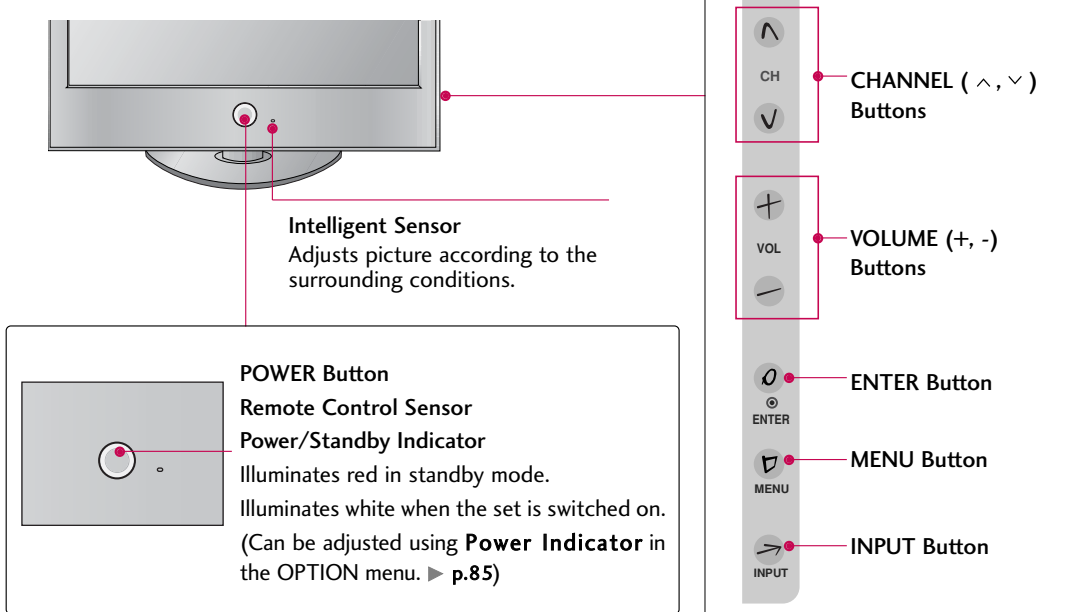 Intelligent Sensor
Adjusts picture according to the
surrounding conditions.
POWER Button
Remote Control Sensor
Power/Standby Indicator
Illuminates red in standby mode.
Illuminates white when the set is switched on.
(Can be adjusted using Power Indicator in
the OPTION menu. ▶ p.85)
CH
CHANNEL ( ∧, ∨ )
Buttons
VOL
VOLUME (+, -)
Buttons
ENTER
ENTER Button
MENU
MENU Button
INPUT
INPUT Button